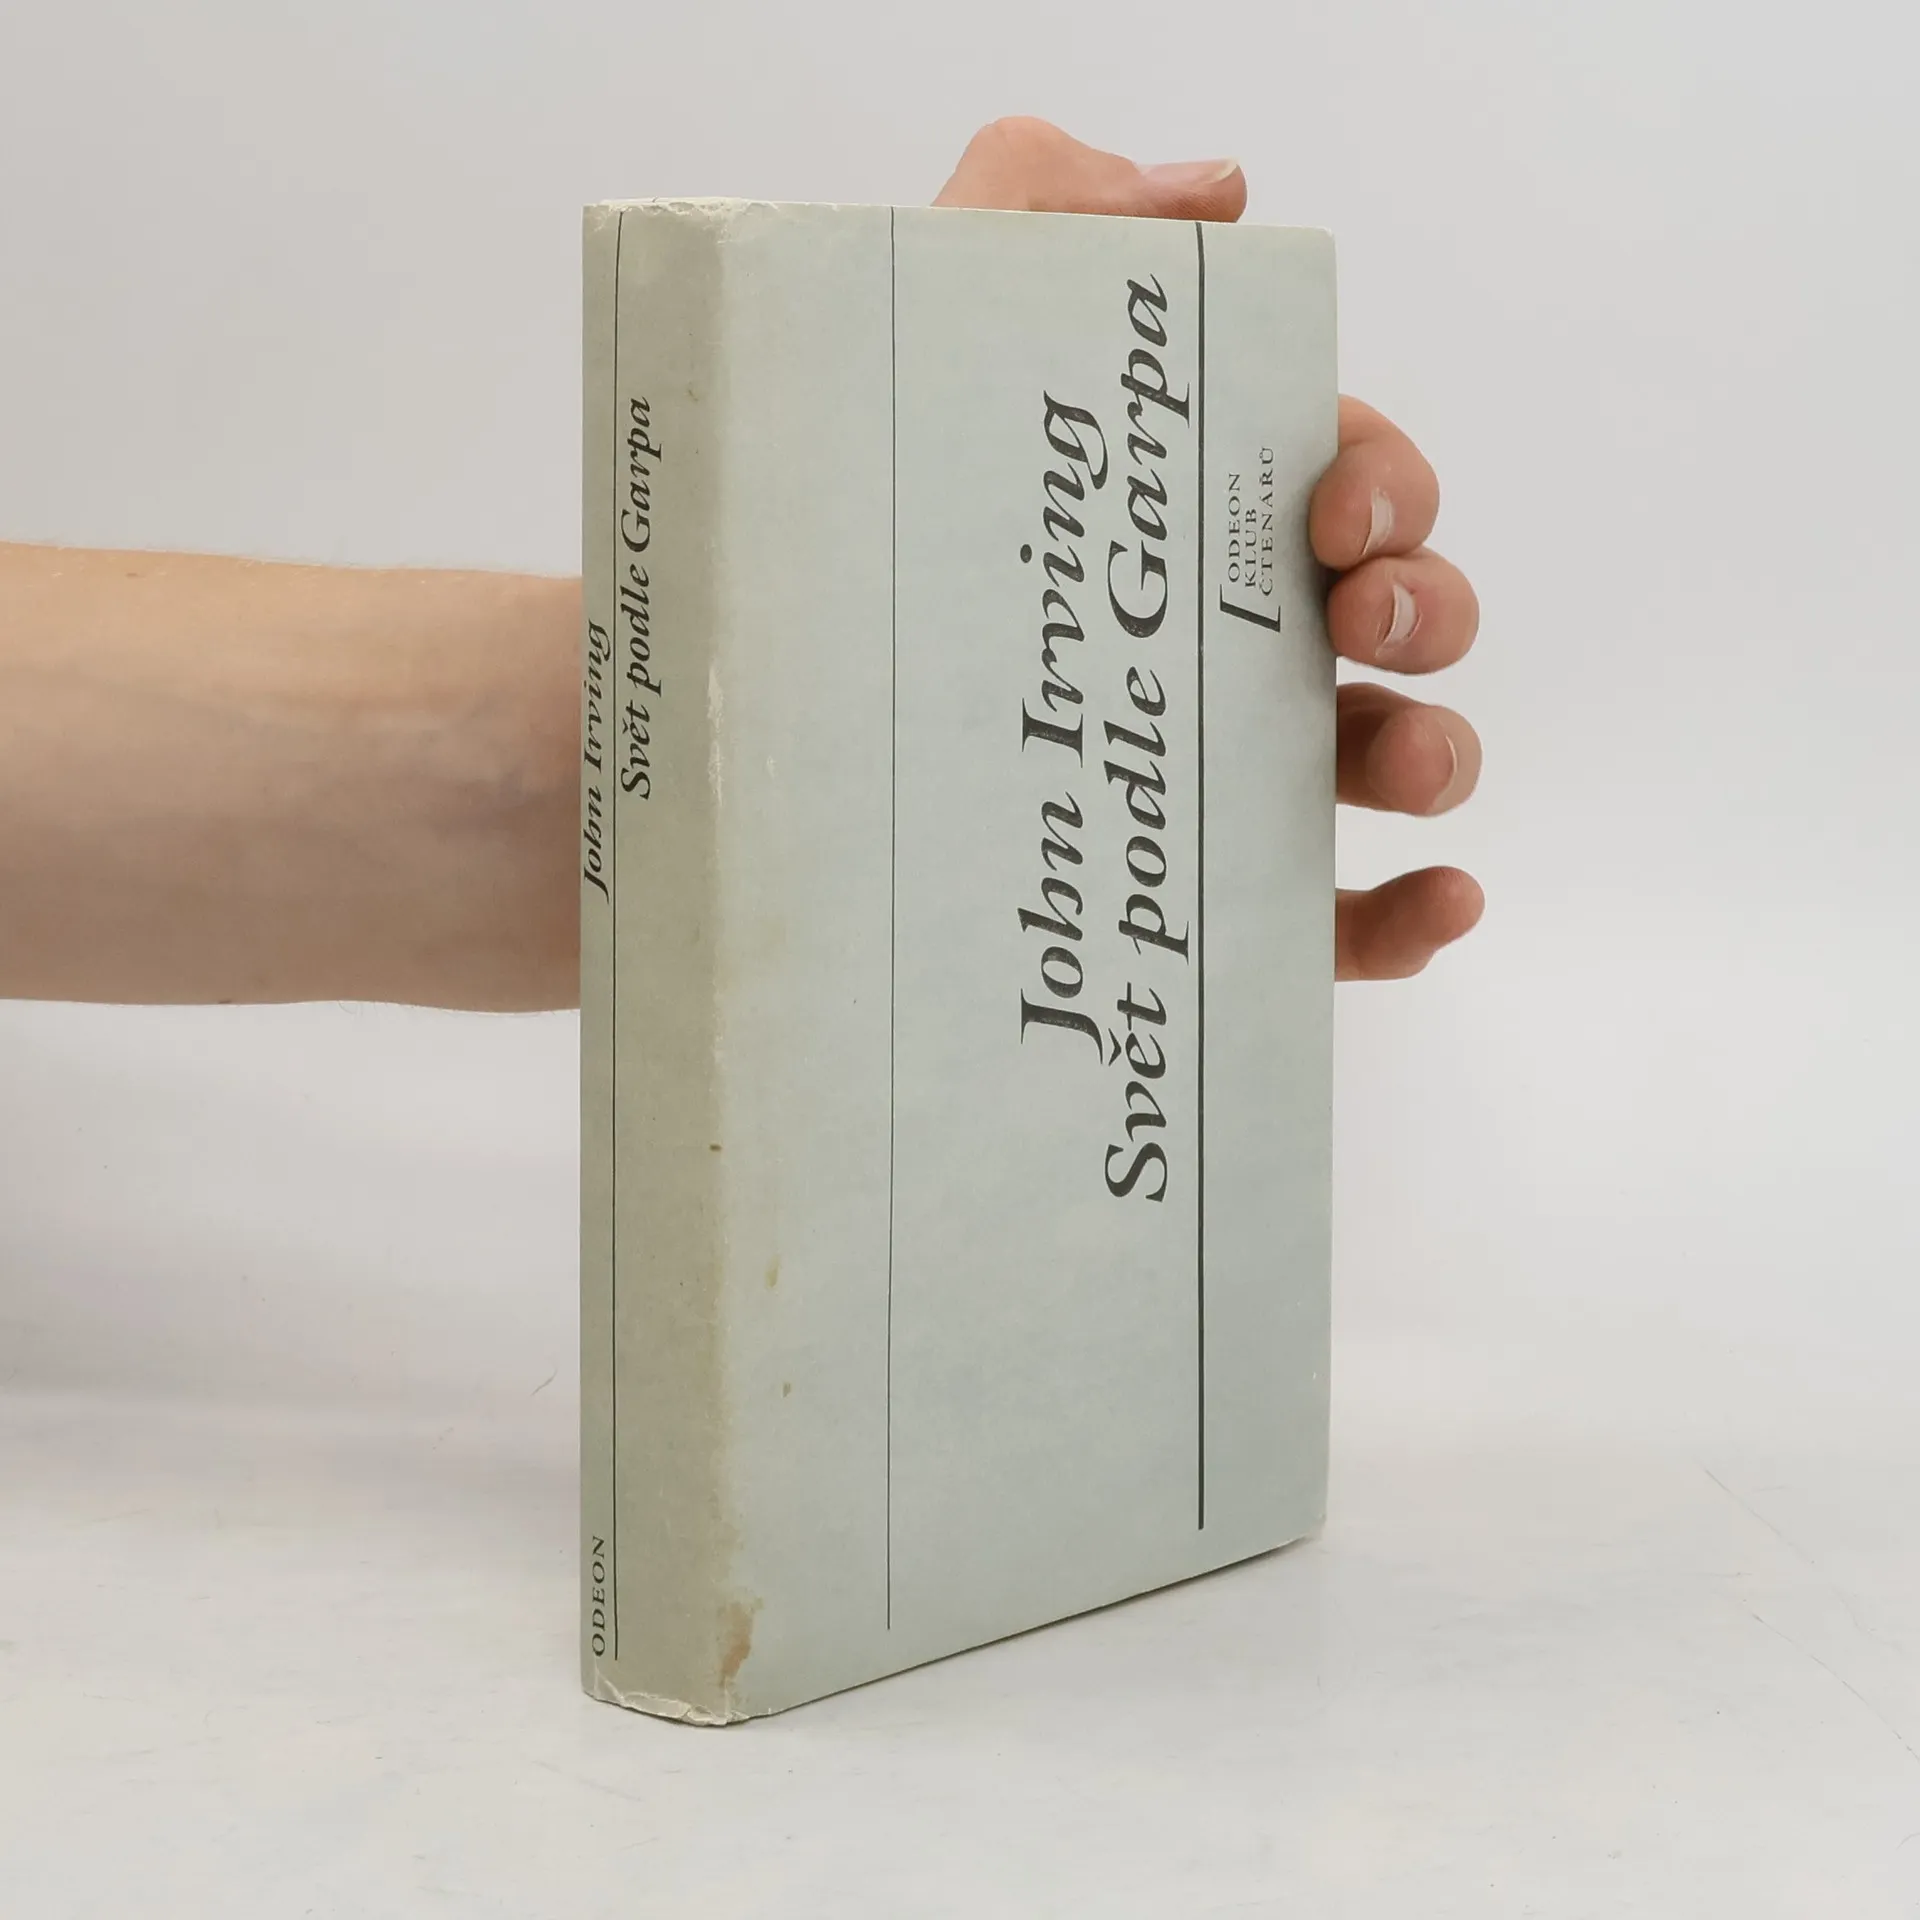 John Irving
Svět podle Garpa
ODEON
John Irving
Svět podle Garpa
ODEON
KLUB
ČTENÁŘŮ